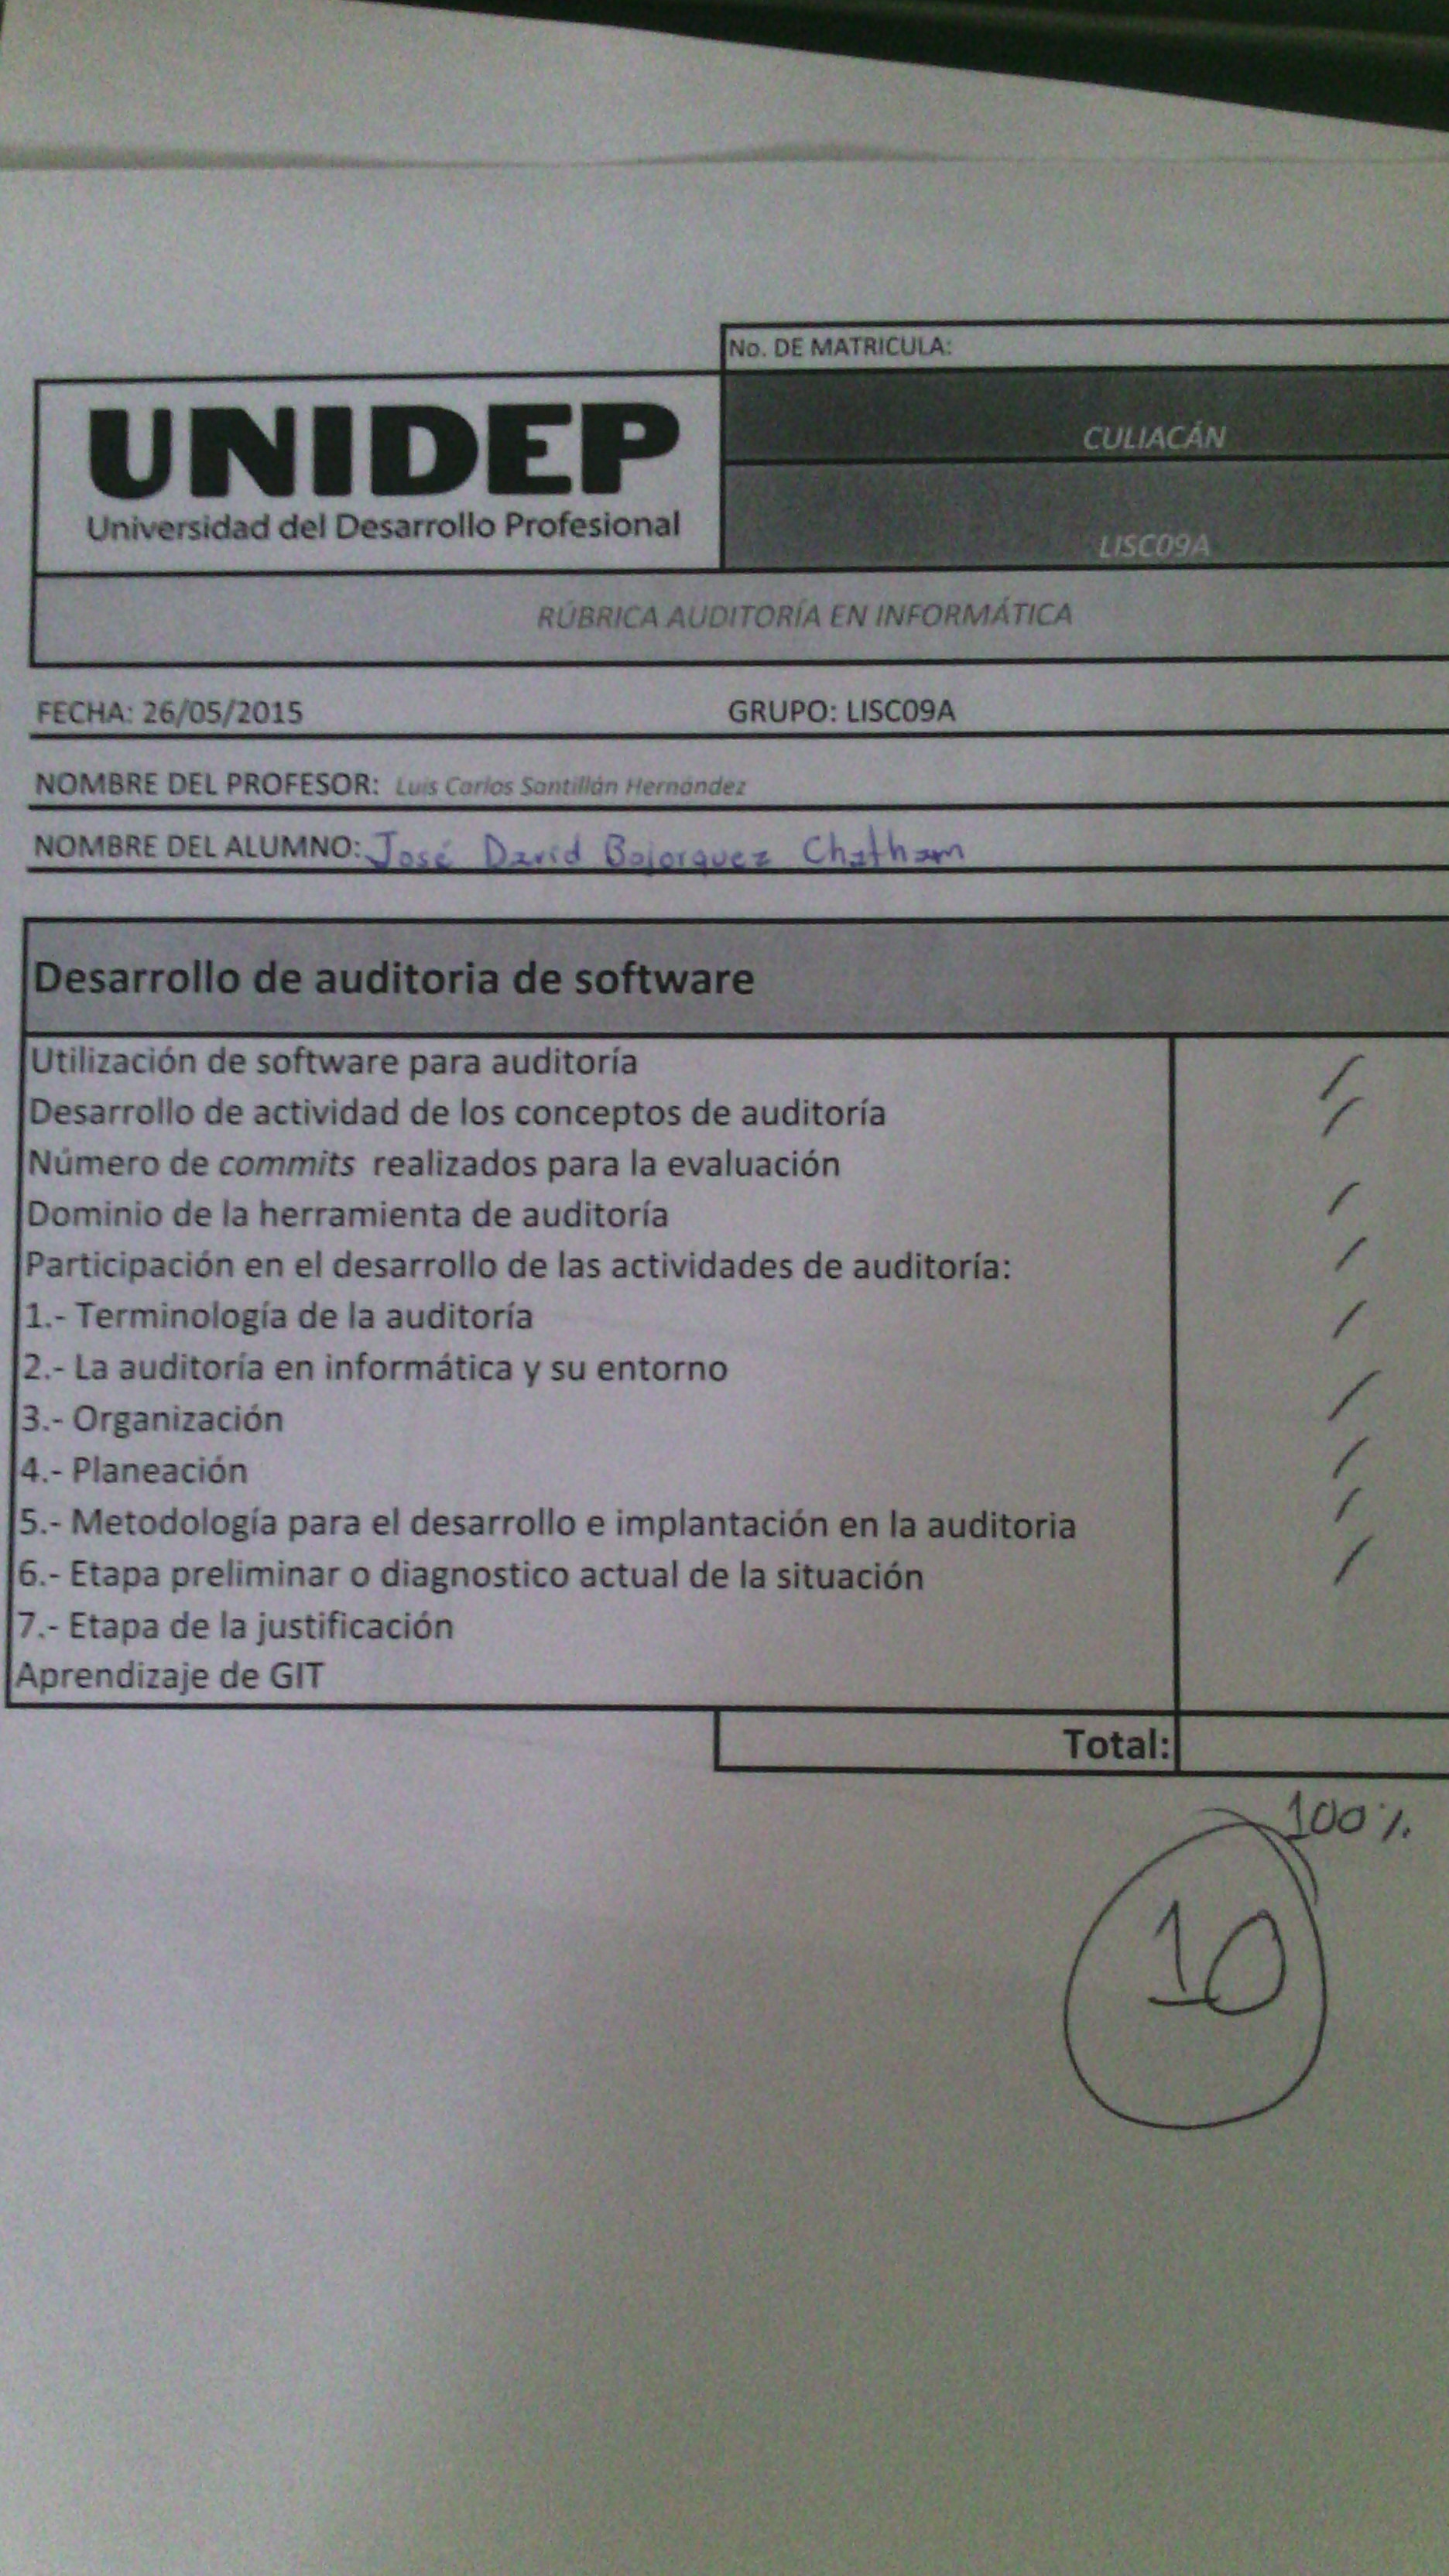 No. DE MATRICULA:
UNIDEP
Universidad del Desarrollo Profesional
CULIACÁN
LISC09A
RÚBRICA AUDITORÍA EN INFORMÁTICA
FECHA: 26/05/2015 GRUPO: LISC09A
NOMBRE DEL PROFESOR: Luis Carlos Santillán Hernández
NOMBRE DEL ALUMNO: José David Bojorquez Chatham
Desarrollo de auditoria de software
Utilización de software para auditoría
Desarrollo de actividad de los conceptos de auditoría
Número de commits realizados para la evaluación
Dominio de la herramienta de auditoría
Participación en el desarrollo de las actividades de auditoría:
1.- Terminología de la auditoría
2.- La auditoría en informática y su entorno
3.- Organización
4.- Planeación
5.- Metodología para el desarrollo e implantación en la auditoria
6.- Etapa preliminar o diagnostico actual de la situación
7.- Etapa de la justificación
Aprendizaje de GIT
Total:
100%
10